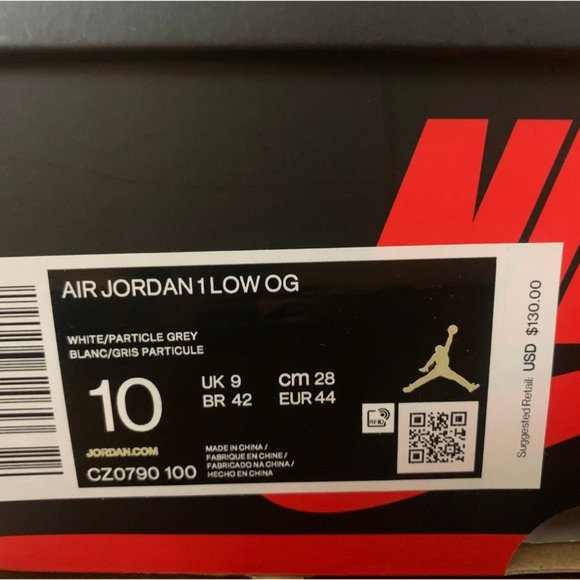 AIR JORDAN 1 LOW OG
WHITE/PARTICLE GREY
BLANC/GRIS PARTICULE
10
UK 9
cm 28
BR 42
EUR 44
RFID
JORDAN.COM
CZ0790 100
MADE IN CHINA /
FABRIQUE EN CHINE /
FABRICADO NA CHINA /
HECHO EN CHINA
Suggested Retail: USD $130.00